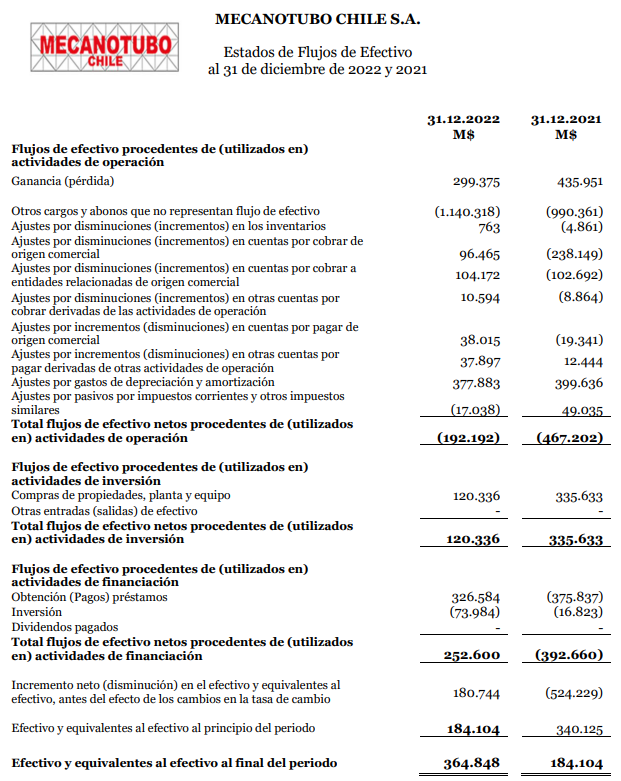 MECANOTUBO CHILE S.A.
MECANOTUBO
CHILE
Estados de Flujos de Efectivo
al 31 de diciembre de 2022 y 2021
31.12.2022 31.12.2021
M$ M$
Flujos de efectivo procedentes de (utilizados en)
actividades de operación
Ganancia (pérdida) 299.375 435.951
Otros cargos y abonos que no representan flujo de efectivo (1.140.318) (990.361)
Ajustes por disminuciones (incrementos) en los inventarios 763 (4.861)
Ajustes por disminuciones (incrementos) en cuentas por cobrar de
origen comercial 96.465 (238.149)
Ajustes por disminuciones (incrementos) en cuentas por cobrar a
entidades relacionadas de origen comercial 104.172 (102.692)
Ajustes por disminuciones (incrementos) en otras cuentas por
cobrar derivadas de las actividades de operación 10.594 (8.864)
Ajustes por incrementos (disminuciones) en cuentas por pagar de
origen comercial 38.015 (19.341)
Ajustes por incrementos (disminuciones) en otras cuentas por
pagar derivadas de otras actividades de operación 37.897 12.444
Ajustes por gastos de depreciación y amortización 377.883 399.636
Ajustes por pasivos por impuestos corrientes y otros impuestos
similares (17.038) 49.035
Total flujos de efectivo netos procedentes de (utilizados
en) actividades de operación (192.192) (467.202)
Flujos de efectivo procedentes de (utilizados en)
actividades de inversión
Compras de propiedades, planta y equipo 120.336 335.633
Otras entradas (salidas) de efectivo - -
Total flujos de efectivo netos procedentes de (utilizados
en) actividades de inversión 120.336 335.633
Flujos de efectivo procedentes de (utilizados en)
actividades de financiación
Obtención (Pagos) préstamos 326.584 (375.837)
Inversión (73.984) (16.823)
Dividendos pagados - -
Total flujos de efectivo netos procedentes de (utilizados
en) actividades de financiación 252.600 (392.660)
Incremento neto (disminución) en el efectivo y equivalentes al
efectivo, antes del efecto de los cambios en la tasa de cambio 180.744 (524.229)
Efectivo y equivalentes al efectivo al principio del periodo 184.104 340.125
Efectivo y equivalentes al efectivo al final del periodo 364.848 184.104